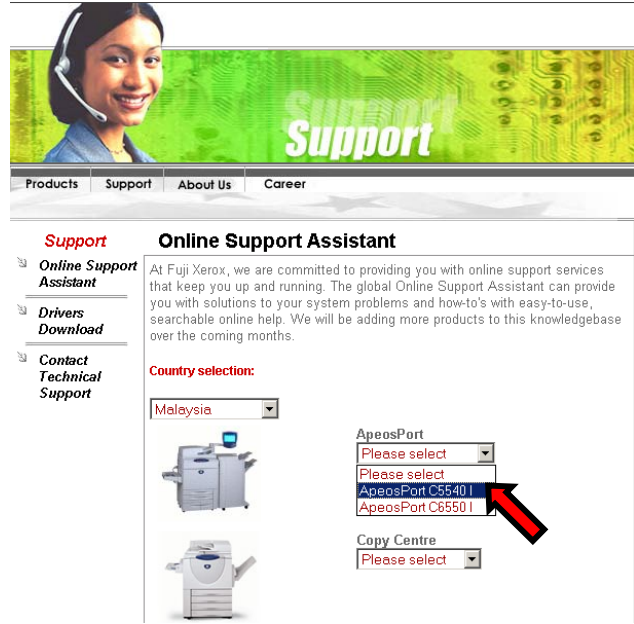 Support
Products Support About Us Career
Support
Online Support Assistant
Online Support
Assistant
Drivers
Download
Contact
Technical
Support
At Fuji Xerox, we are committed to providing you with online support services
that keep you up and running. The global Online Support Assistant can provide
you with solutions to your system problems and how-to's with easy-to-use,
searchable online help. We will be adding more products to this knowledgebase
over the coming months.
Country selection:
Malaysia
ApeosPort
Please select
Please select
ApeosPort C5540 I
ApeosPort C6550 I
Copy Centre
Please select